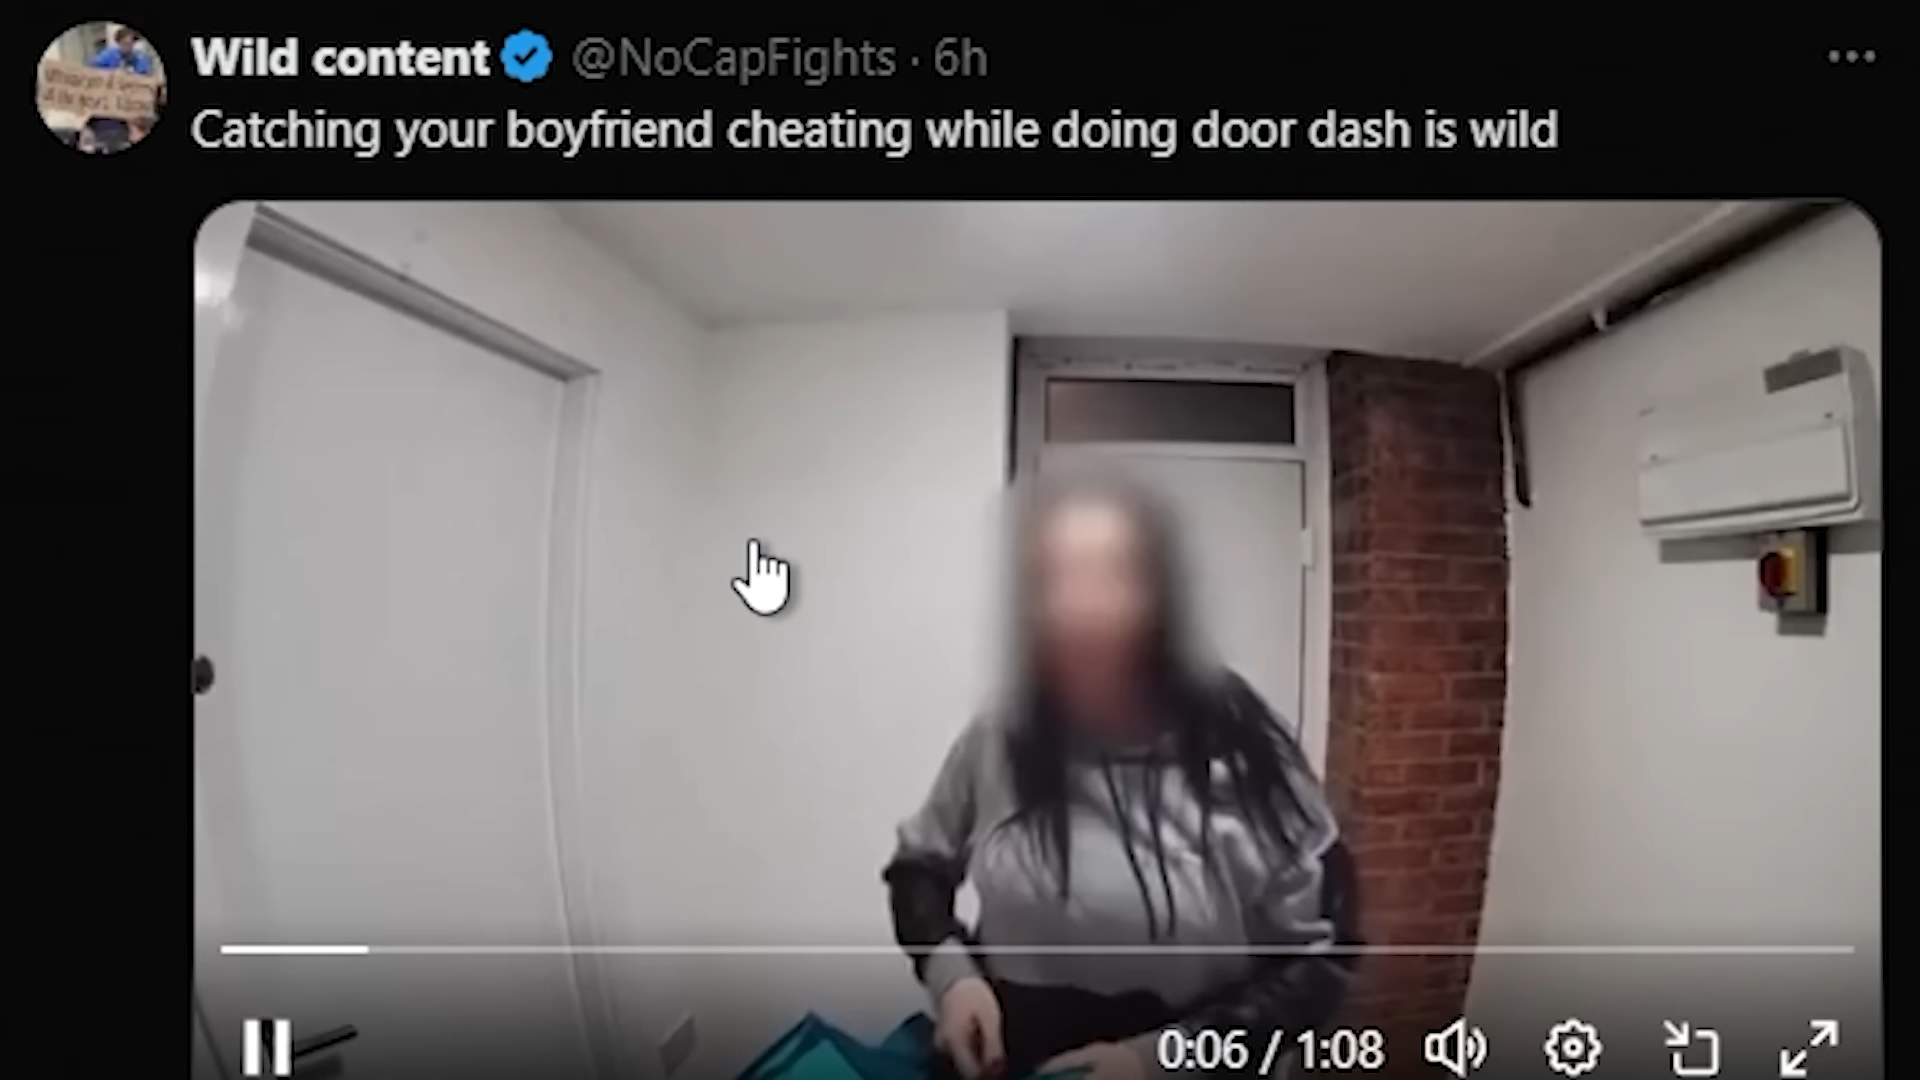 Wild content @NoCapFights · 6h
Catching your boyfriend cheating while doing door dash is wild
0:06 / 1:08